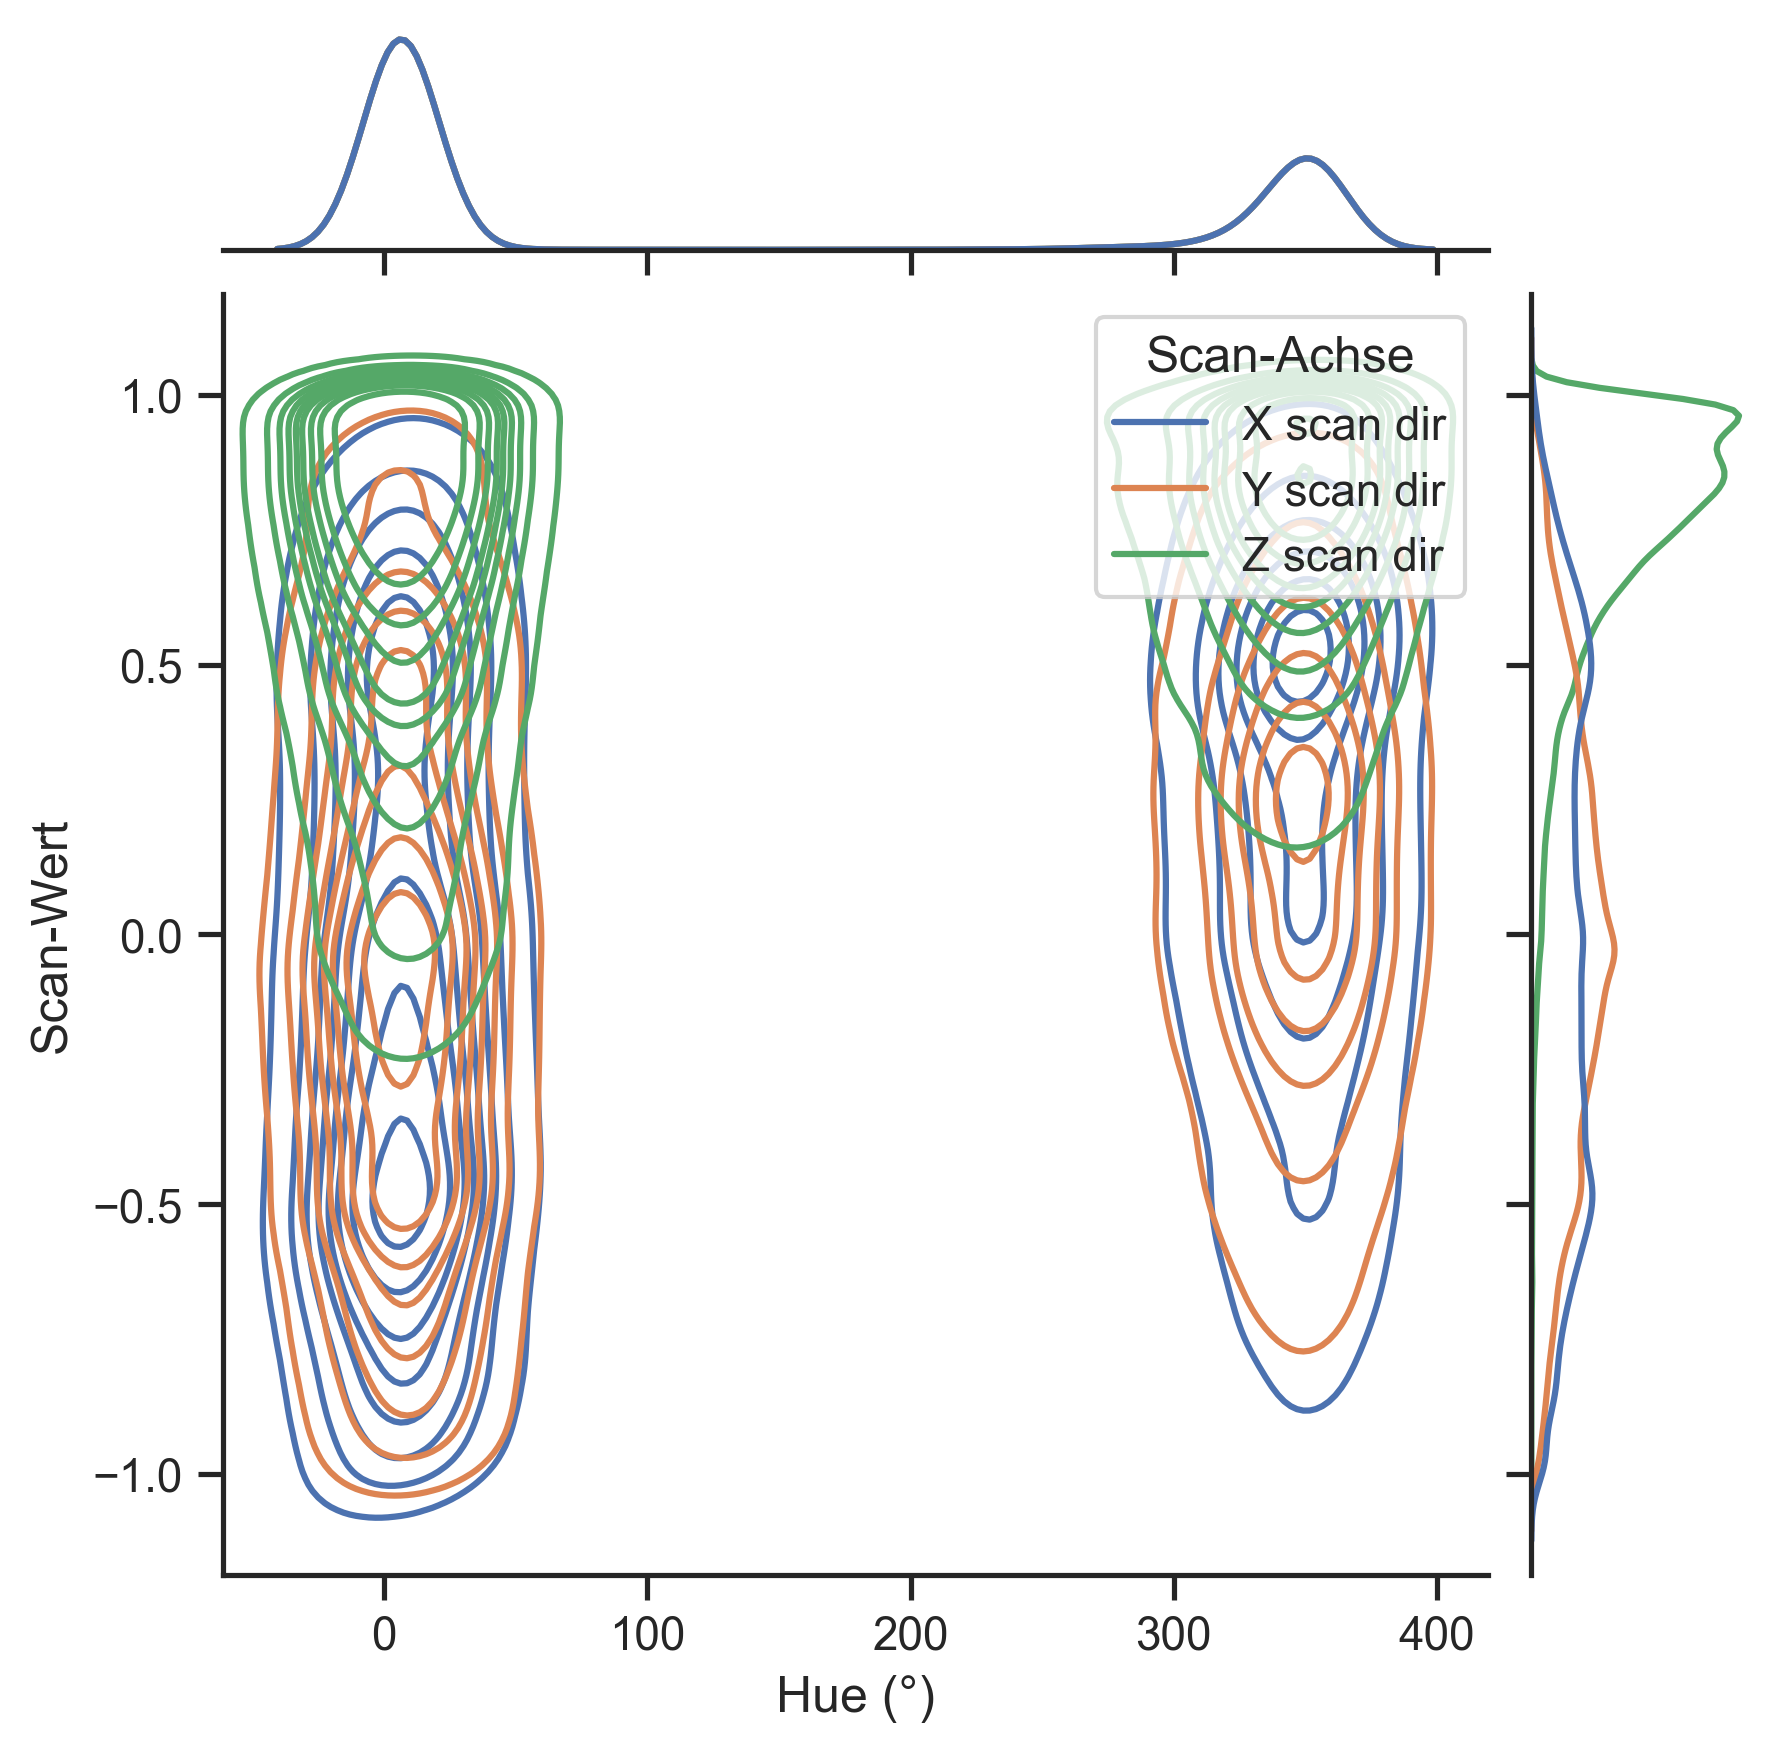 Scan-Achse
X scan dir
Y scan dir
Z scan dir
1.0
0.5
0.0
−0.5
−1.0
Scan-Wert
0 100 200 300 400
Hue (°)